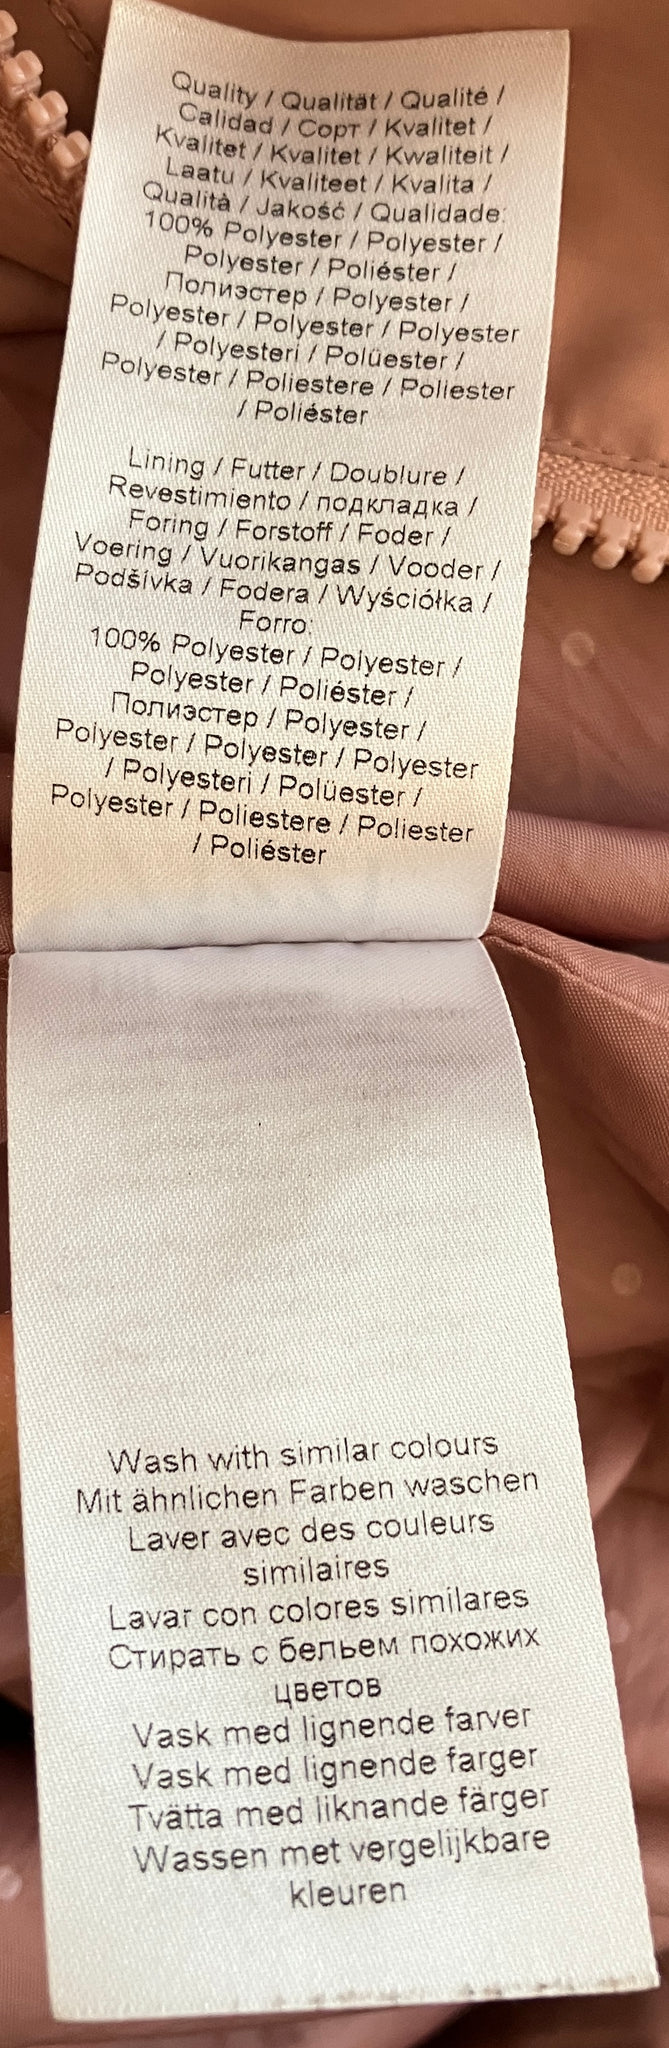 Quality / Qualität / Qualité /
Calidad / Сорт / Kvalitet /
Kvalitet / Kvalitet / Kwaliteit /
Laatu / Kvaliteet / Kvalita /
Qualità / Jakość / Qualidade:
100% Polyester / Polyester /
Polyester / Poliéster /
Полиэстер / Polyester /
Polyester / Polyester / Polyester
/ Polyesteri / Polüester /
Polyester / Poliestere / Poliester
/ Poliéster
Lining / Futter / Doublure /
Revestimiento / подкладка /
Foring / Forstoff / Foder /
Voering / Vuorikangas / Vooder /
Podšívka / Fodera / Wyściółka /
Forro:
100% Polyester / Polyester /
Polyester / Poliéster /
Полиэстер / Polyester /
Polyester / Polyester / Polyester
/ Polyesteri / Polüester /
Polyester / Poliestere / Poliester
/ Poliéster
Wash with similar colours
Mit ähnlichen Farben waschen
Laver avec des couleurs
similaires
Lavar con colores similares
Стирать с бельем похожих
цветов
Vask med lignende farver
Vask med lignende farger
Tvätta med liknande färger
Wassen met vergelijkbare
kleuren